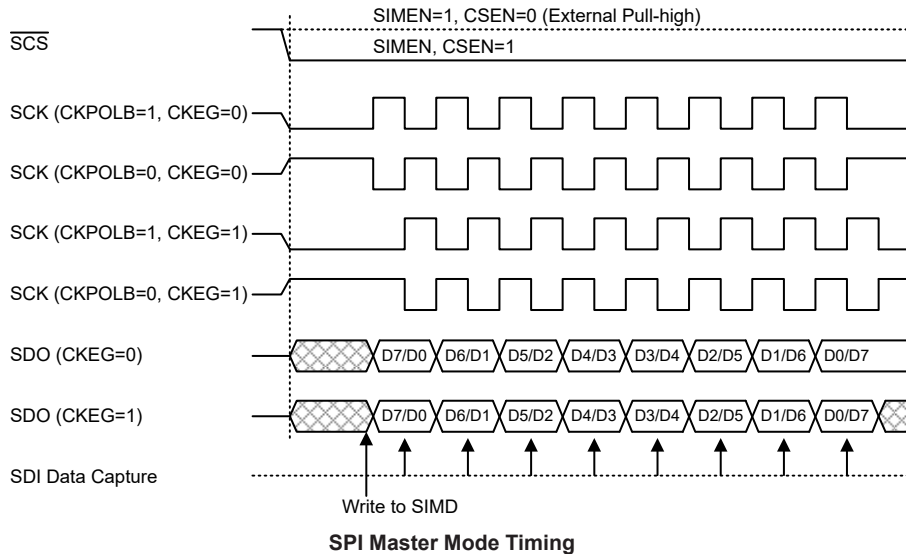 SIMEN=1, CSEN=0 (External Pull-high)
SCS
SIMEN, CSEN=1
SCK (CKPOLB=1, CKEG=0)
SCK (CKPOLB=0, CKEG=0)
SCK (CKPOLB=1, CKEG=1)
SCK (CKPOLB=0, CKEG=1)
SDO (CKEG=0) D7/D0 D6/D1 D5/D2 D4/D3 D3/D4 D2/D5 D1/D6 D0/D7
SDO (CKEG=1) D7/D0 D6/D1 D5/D2 D4/D3 D3/D4 D2/D5 D1/D6 D0/D7
SDI Data Capture
Write to SIMD
SPI Master Mode Timing